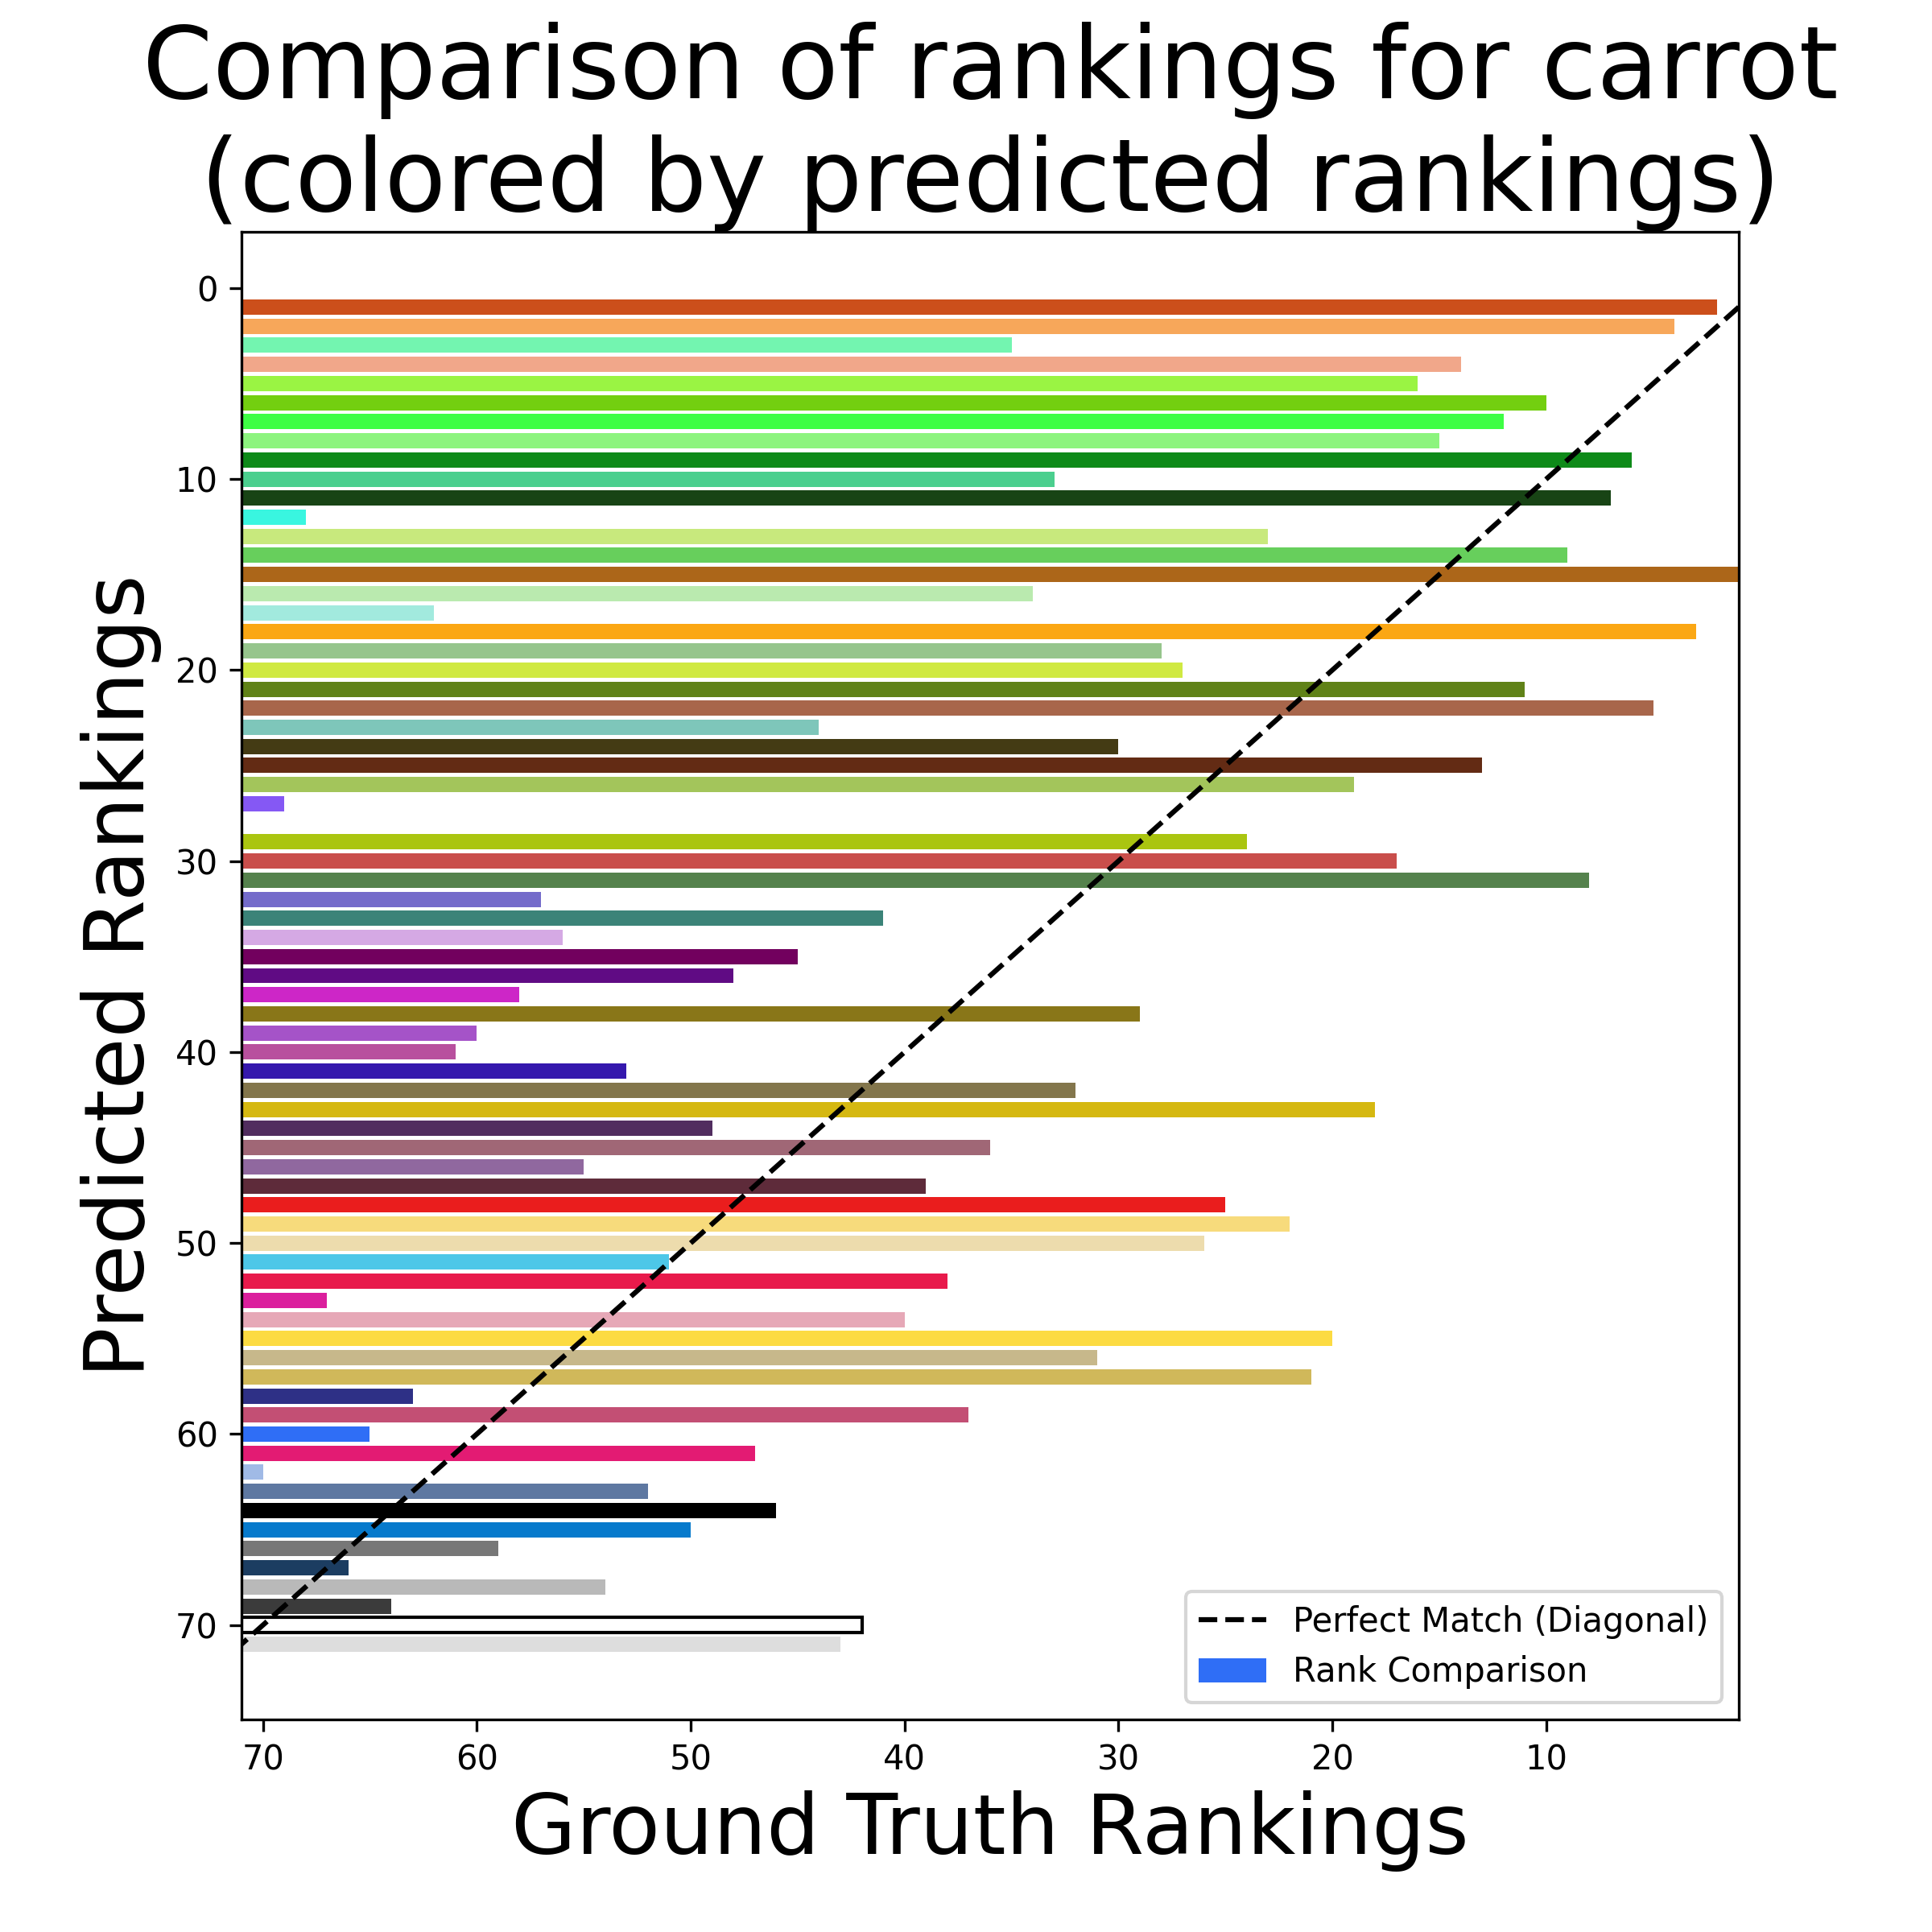 Comparison of rankings for carrot
(colored by predicted rankings)
Predicted Rankings
0
10
20
30
40
50
60
70
Perfect Match (Diagonal)
Rank Comparison
70 60 50 40 30 20 10
Ground Truth Rankings